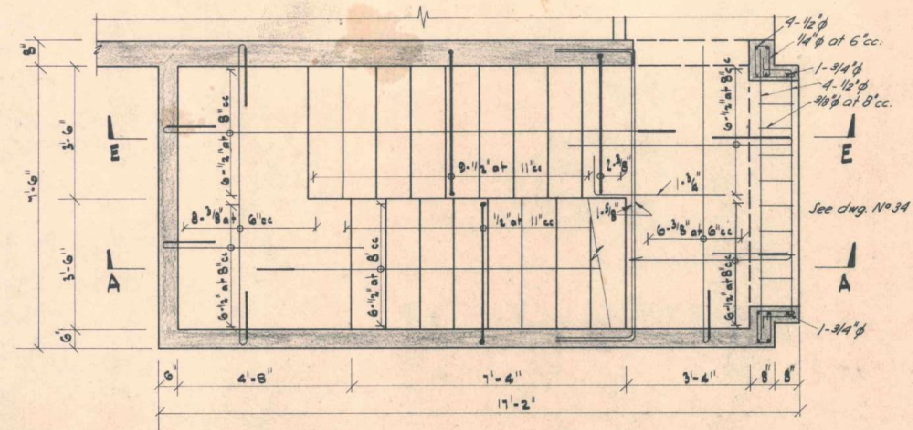 4-1/2"φ
1/4"φ at 6"cc.
1-3/4"φ
4-1/2"φ
3/8"φ at 8"cc.
8"
3'-6"
7'-6"
3'-6"
6"
E
E
A
A
See dwg. Nº 34
6-1/2" at 8"cc
6-1/2" at 8"cc
9-1/2" at 11"cc
2-3/8"
1-3/4"
1-5/8"
8-3/8" at 6"cc
1/2" at 11"cc
6-3/8" at 6"cc
6-1/2" at 8"cc
6-1/2" at 8"cc
6-1/2" at 8"cc
1-3/4"φ
6"
4'-8"
7'-4"
3'-4"
8"
8"
17'-2"